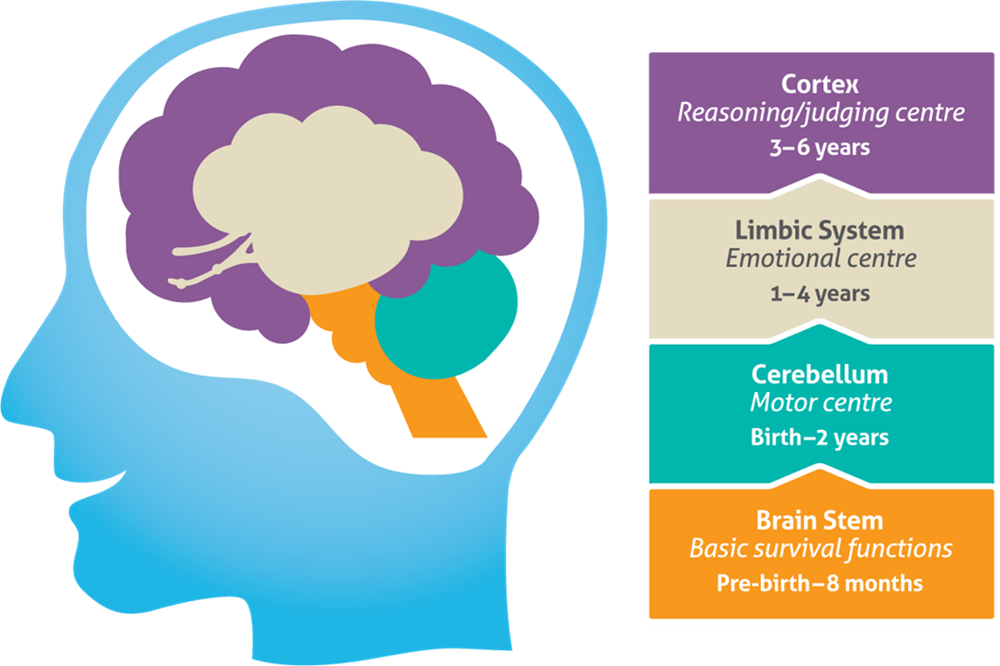 Cortex
Reasoning/judging centre
3–6 years
Limbic System
Emotional centre
1–4 years
Cerebellum
Motor centre
Birth–2 years
Brain Stem
Basic survival functions
Pre-birth–8 months